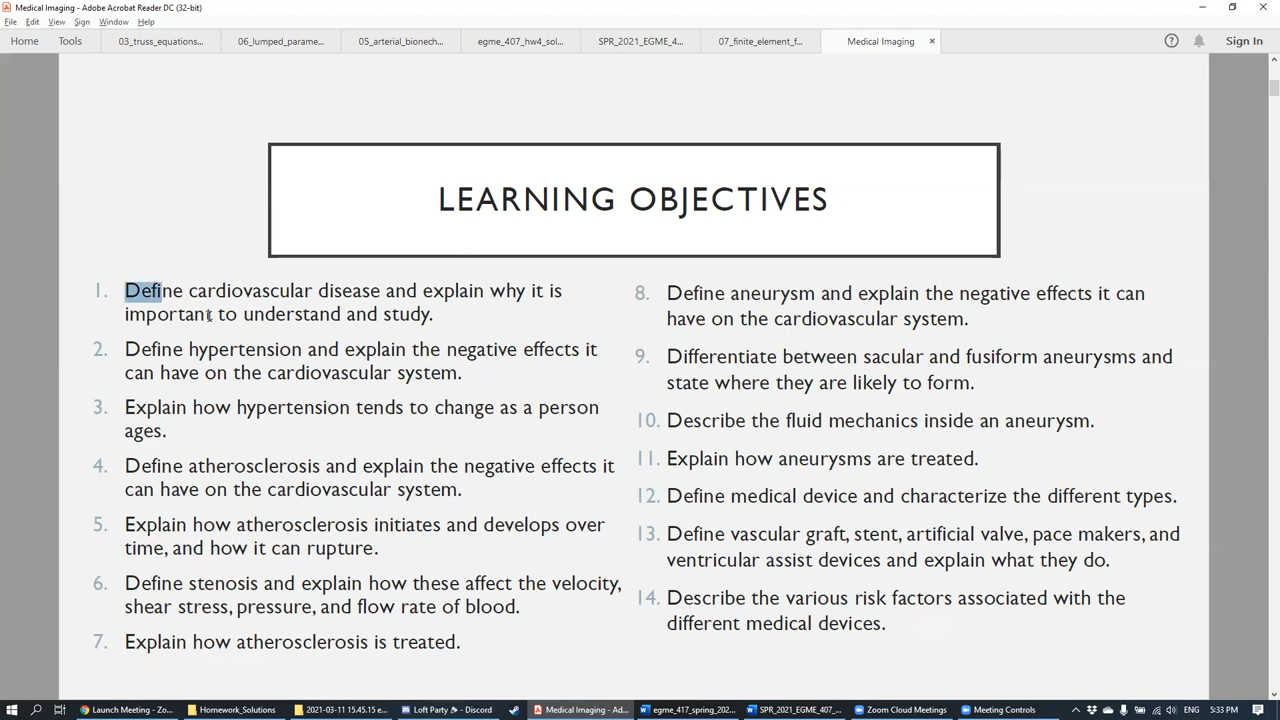 Medical Imaging - Adobe Acrobat Reader DC (32-bit)
File Edit View Sign Window Help
Home Tools 03_truss_equations... 06_lumped_parame... 05_arterial_bionech... egme_407_hw4_sol... SPR_2021_EGME_4... 07_finite_element_f... Medical Imaging × Sign In
LEARNING OBJECTIVES
1. Define cardiovascular disease and explain why it is
important to understand and study.
2. Define hypertension and explain the negative effects it
can have on the cardiovascular system.
3. Explain how hypertension tends to change as a person
ages.
4. Define atherosclerosis and explain the negative effects it
can have on the cardiovascular system.
5. Explain how atherosclerosis initiates and develops over
time, and how it can rupture.
6. Define stenosis and explain how these affect the velocity,
shear stress, pressure, and flow rate of blood.
7. Explain how atherosclerosis is treated.
8. Define aneurysm and explain the negative effects it can
have on the cardiovascular system.
9. Differentiate between sacular and fusiform aneurysms and
state where they are likely to form.
10. Describe the fluid mechanics inside an aneurysm.
11. Explain how aneurysms are treated.
12. Define medical device and characterize the different types.
13. Define vascular graft, stent, artificial valve, pace makers, and
ventricular assist devices and explain what they do.
14. Describe the various risk factors associated with the
different medical devices.
Launch Meeting - Zo... Homework_Solutions 2021-03-11 15.45.15 e... Loft Party - Discord Medical Imaging - Ad... egme_417_spring_202... SPR_2021_EGME_407_... Zoom Cloud Meetings Meeting Controls ENG 5:33 PM